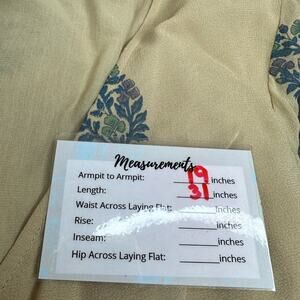 Measurements
Armpit to Armpit: 19 inches
Length: 31 inches
Waist Across Laying Flat: inches
Rise: inches
Inseam: inches
Hip Across Laying Flat: inches